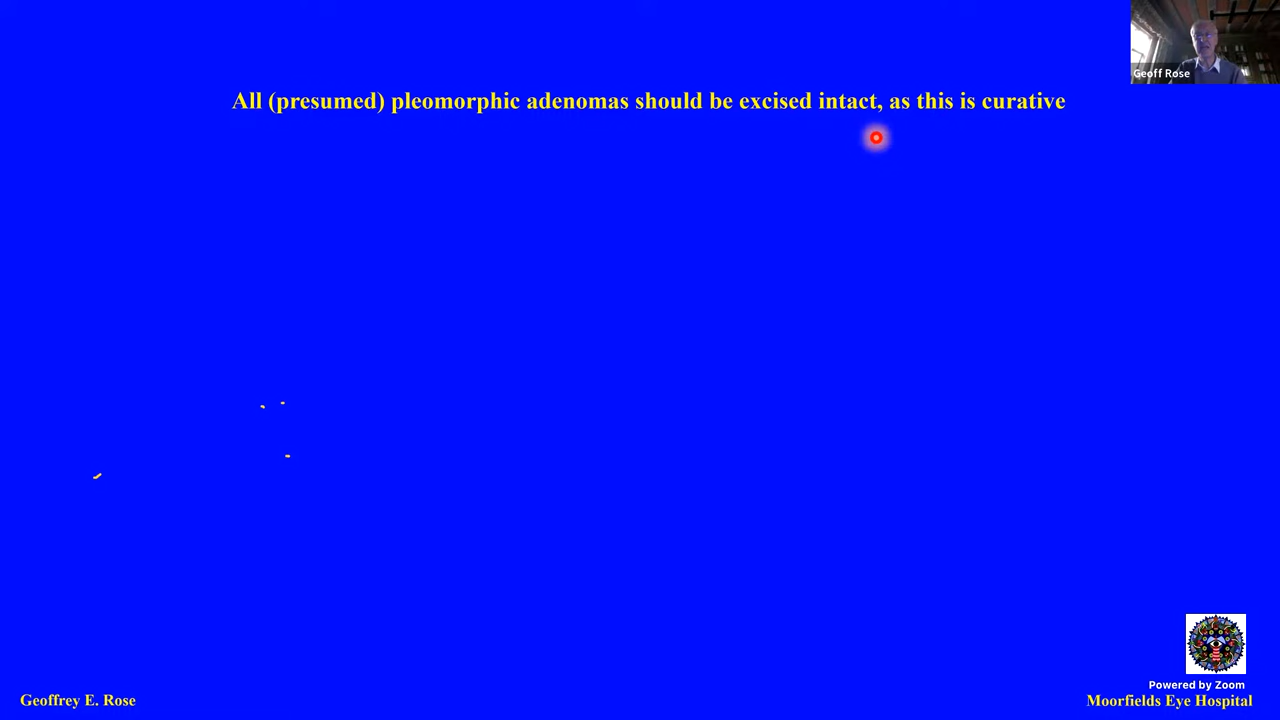 Geoff Rose
All (presumed) pleomorphic adenomas should be excised intact, as this is curative
Powered by Zoom
Geoffrey E. Rose
Moorfields Eye Hospital